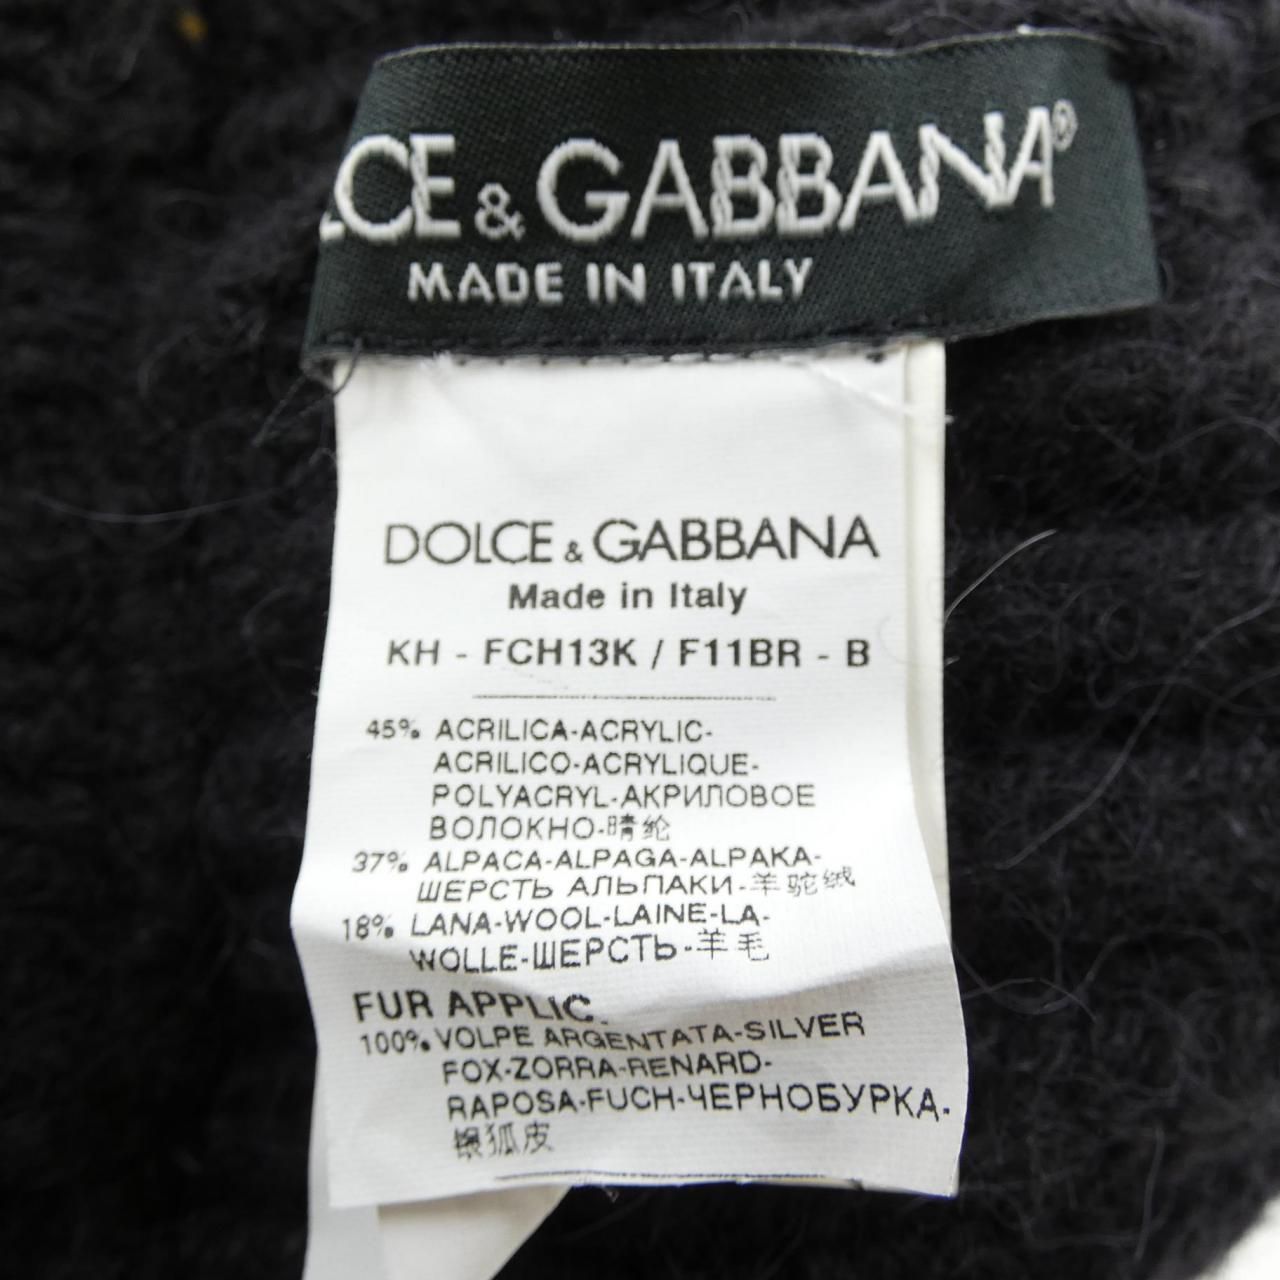 LCE & GABBANA®
MADE IN ITALY
DOLCE & GABBANA
Made in Italy
KH - FCH13K / F11BR - B
45% ACRILICA-ACRYLIC-
ACRILICO-ACRYLIQUE-
POLYACRYL-АКРИЛОВОЕ
ВОЛОКНО-晴纶
37% ALPACA-ALPAGA-ALPAKA-
ШЕРСТЬ АЛЬПАКИ-羊驼绒
18% LANA-WOOL-LAINE-LA-
WOLLE-ШЕРСТЬ-羊毛
FUR APPLIC.
100% VOLPE ARGENTATA-SILVER
FOX-ZORRA-RENARD-
RAPOSA-FUCH-ЧЕРНОБУРКА-
银狐皮